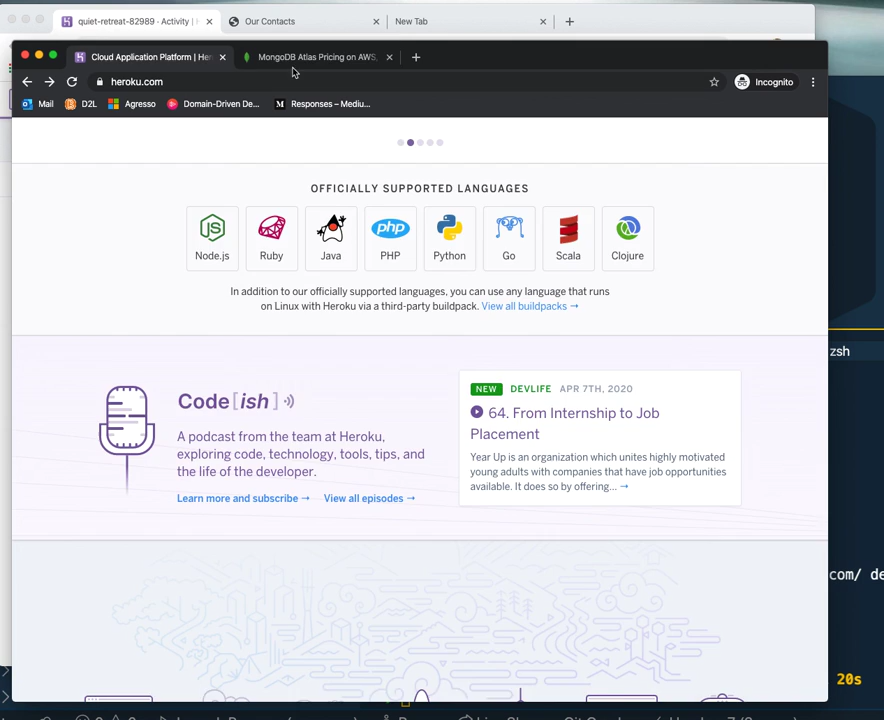 quiet-retreat-82989 · Activity | H
Our Contacts
New Tab
Cloud Application Platform | Her
MongoDB Atlas Pricing on AWS,
heroku.com
Incognito
Mail
D2L
Agresso
Domain-Driven De...
Responses – Mediu...
OFFICIALLY SUPPORTED LANGUAGES
php
Node.js
Ruby
Java
PHP
Python
Go
Scala
Clojure
In addition to our officially supported languages, you can use any language that runs
on Linux with Heroku via a third-party buildpack. View all buildpacks →
zsh
Code[ish]
A podcast from the team at Heroku,
exploring code, technology, tools, tips, and
the life of the developer.
Learn more and subscribe → View all episodes →
NEW DEVLIFE APR 7TH, 2020
64. From Internship to Job
Placement
Year Up is an organization which unites highly motivated
young adults with companies that have job opportunities
available. It does so by offering... →
com/ de
20s